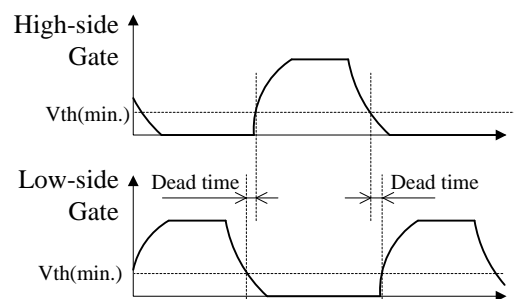 High-side
Gate
Vth(min.)
Low-side
Gate
Dead time
Dead time
Vth(min.)